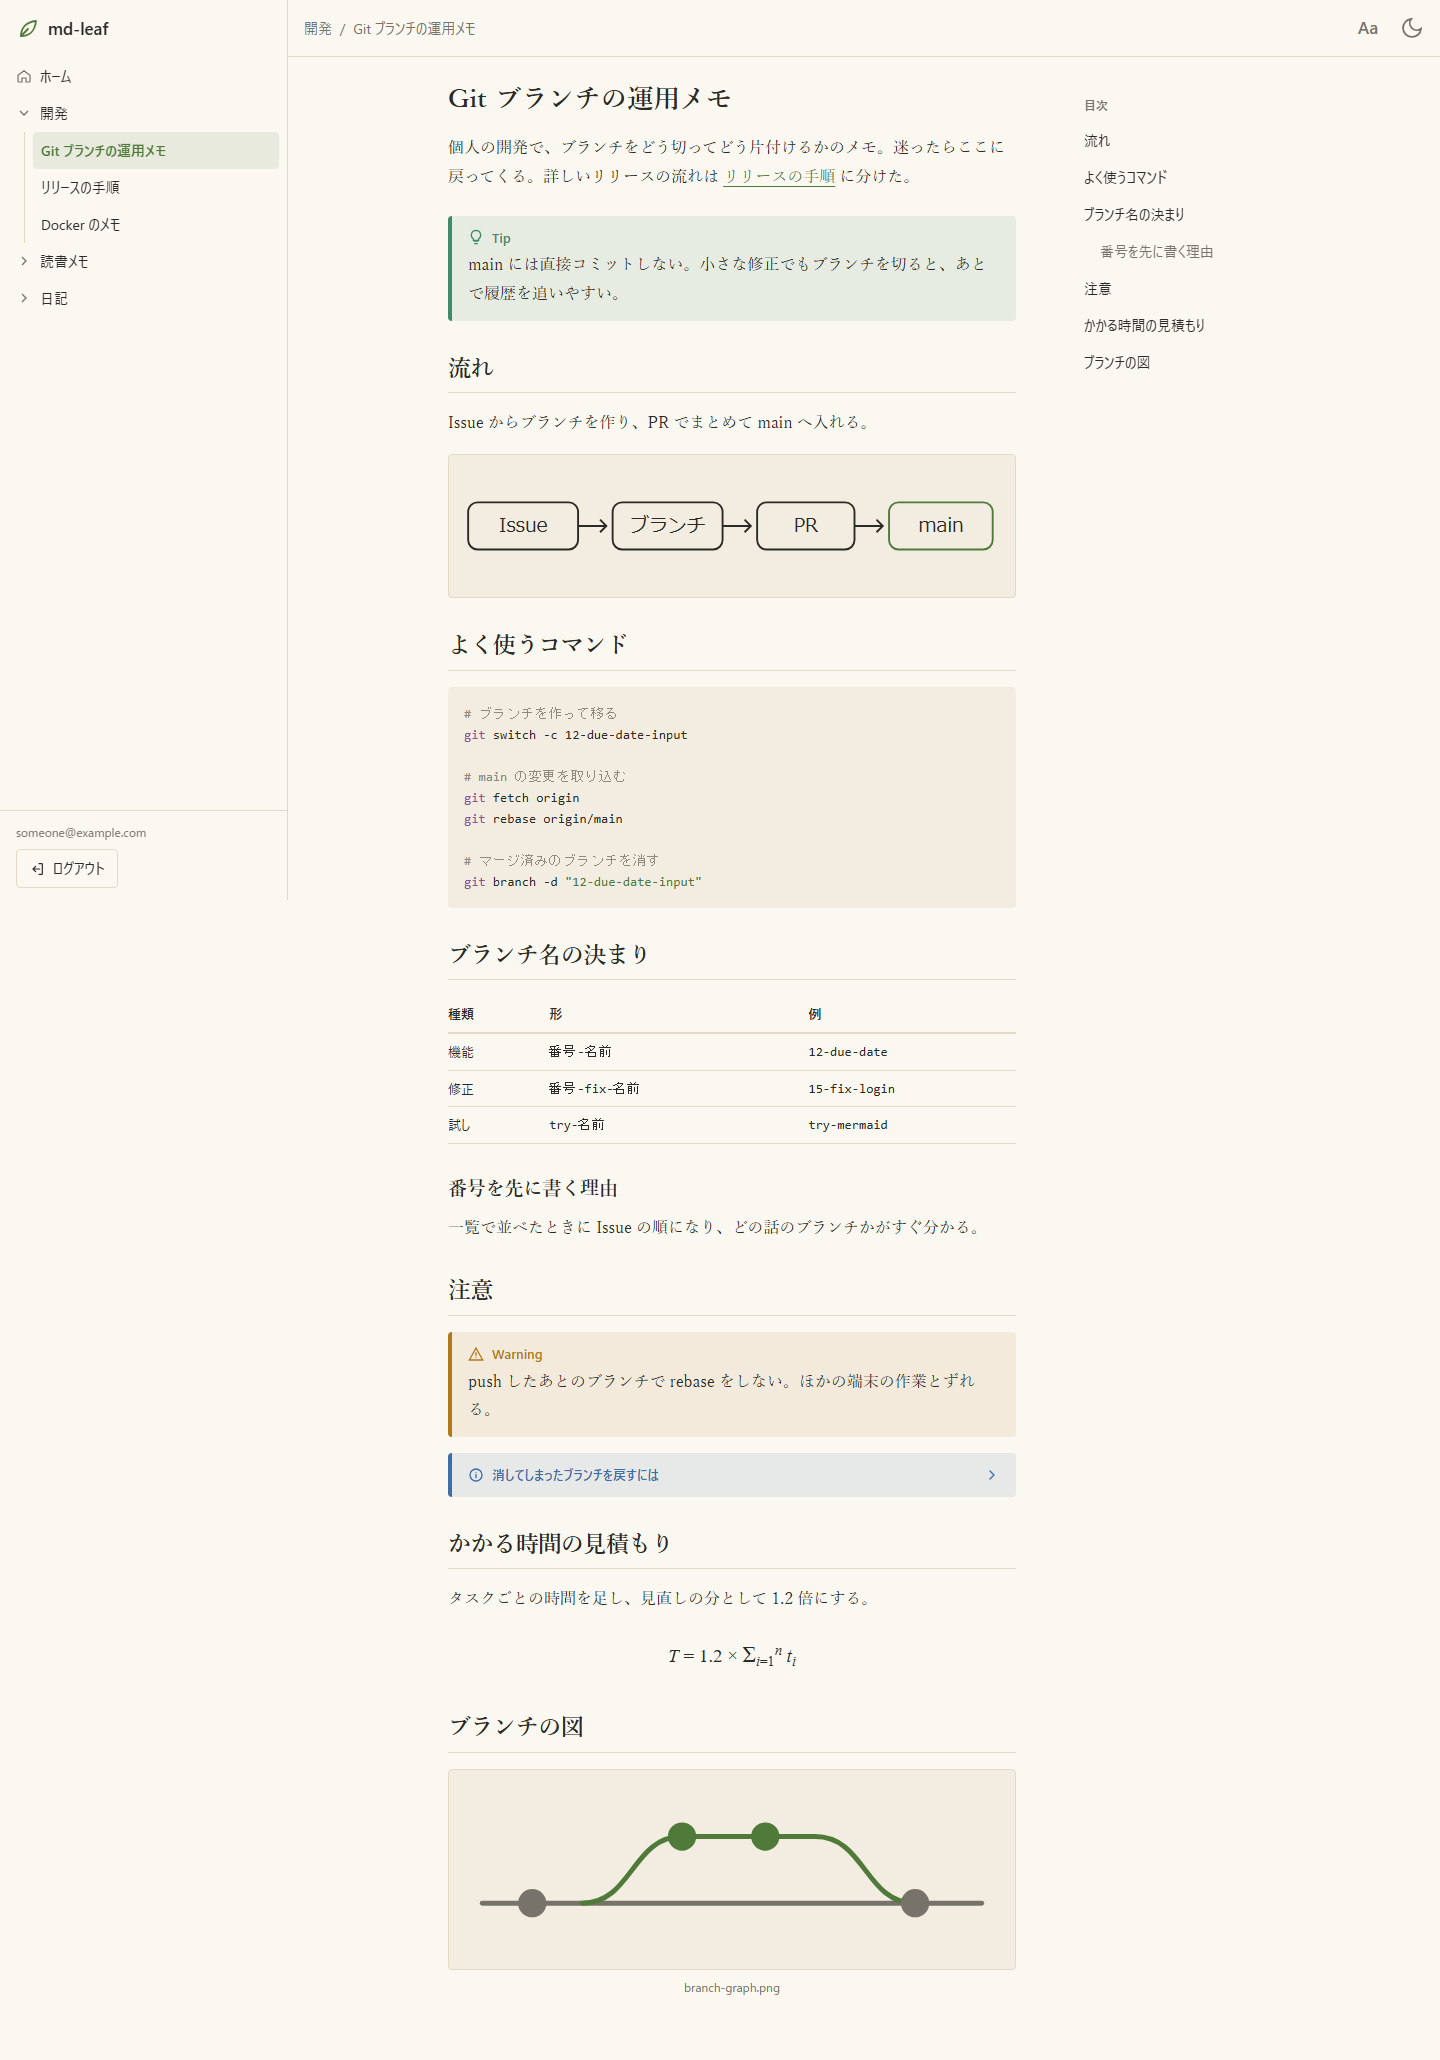 md-leaf
ホーム
開発
Git ブランチの運用メモ
リリースの手順
Docker のメモ
読書メモ
日記
someone@example.com
ログアウト
開発 / Git ブランチの運用メモ
Aa
Git ブランチの運用メモ
個人の開発で、ブランチをどう切ってどう片付けるかのメモ。迷ったらここに
戻ってくる。詳しいリリースの流れは リリースの手順 に分けた。
Tip
main には直接コミットしない。小さな修正でもブランチを切ると、あと
で履歴を追いやすい。
流れ
Issue からブランチを作り、PR でまとめて main へ入れる。
Issue
ブランチ
PR
main
よく使うコマンド
# ブランチを作って移る
git switch -c 12-due-date-input
# main の変更を取り込む
git fetch origin
git rebase origin/main
# マージ済みのブランチを消す
git branch -d "12-due-date-input"
ブランチ名の決まり
種類 形 例
機能 番号-名前 12-due-date
修正 番号-fix-名前 15-fix-login
試し try-名前 try-mermaid
番号を先に書く理由
一覧で並べたときに Issue の順になり、どの話のブランチかがすぐ分かる。
注意
Warning
push したあとのブランチで rebase をしない。ほかの端末の作業とずれ
る。
消してしまったブランチを戻すには
かかる時間の見積もり
タスクごとの時間を足し、見直しの分として 1.2 倍にする。
T = 1.2 × Σi=1n ti
ブランチの図
branch-graph.png
目次
流れ
よく使うコマンド
ブランチ名の決まり
番号を先に書く理由
注意
かかる時間の見積もり
ブランチの図